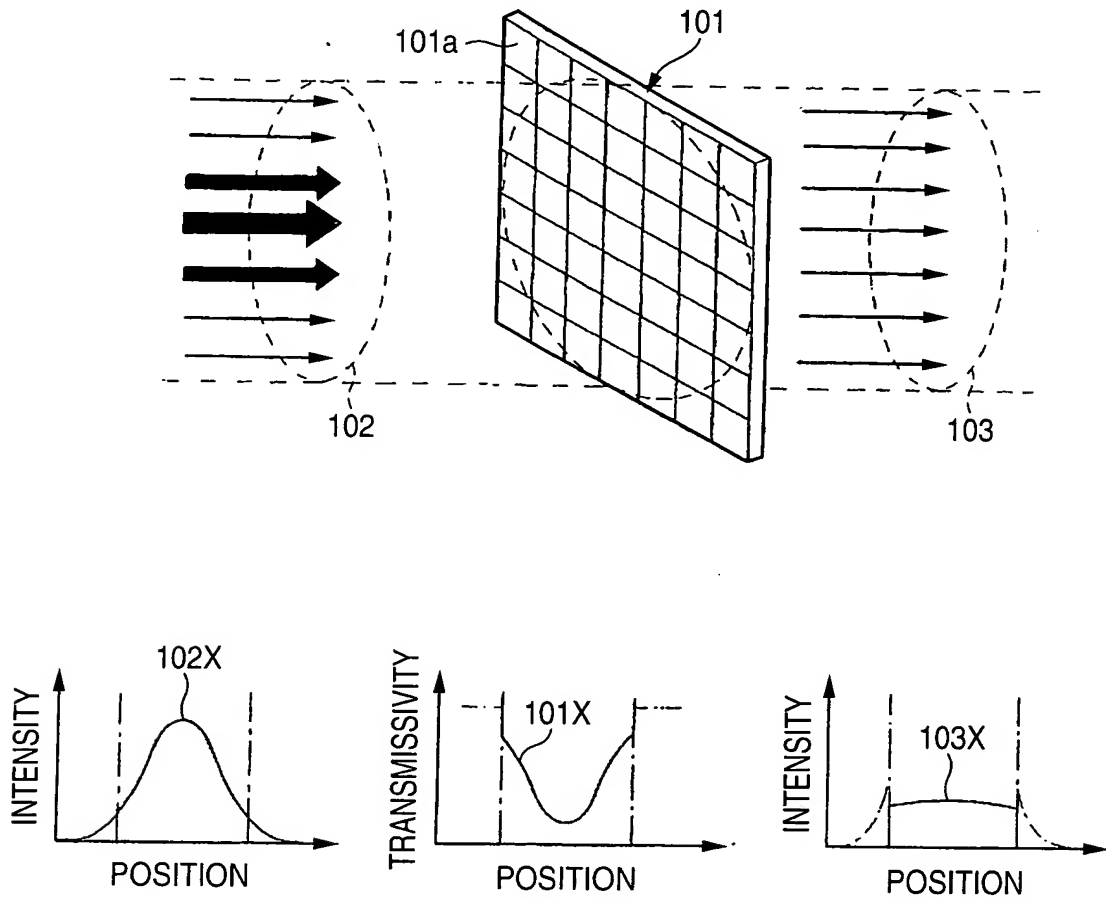 101a
101
102
103
102X
INTENSITY
POSITION
101X
TRANSMISSIVITY
POSITION
103X
INTENSITY
POSITION